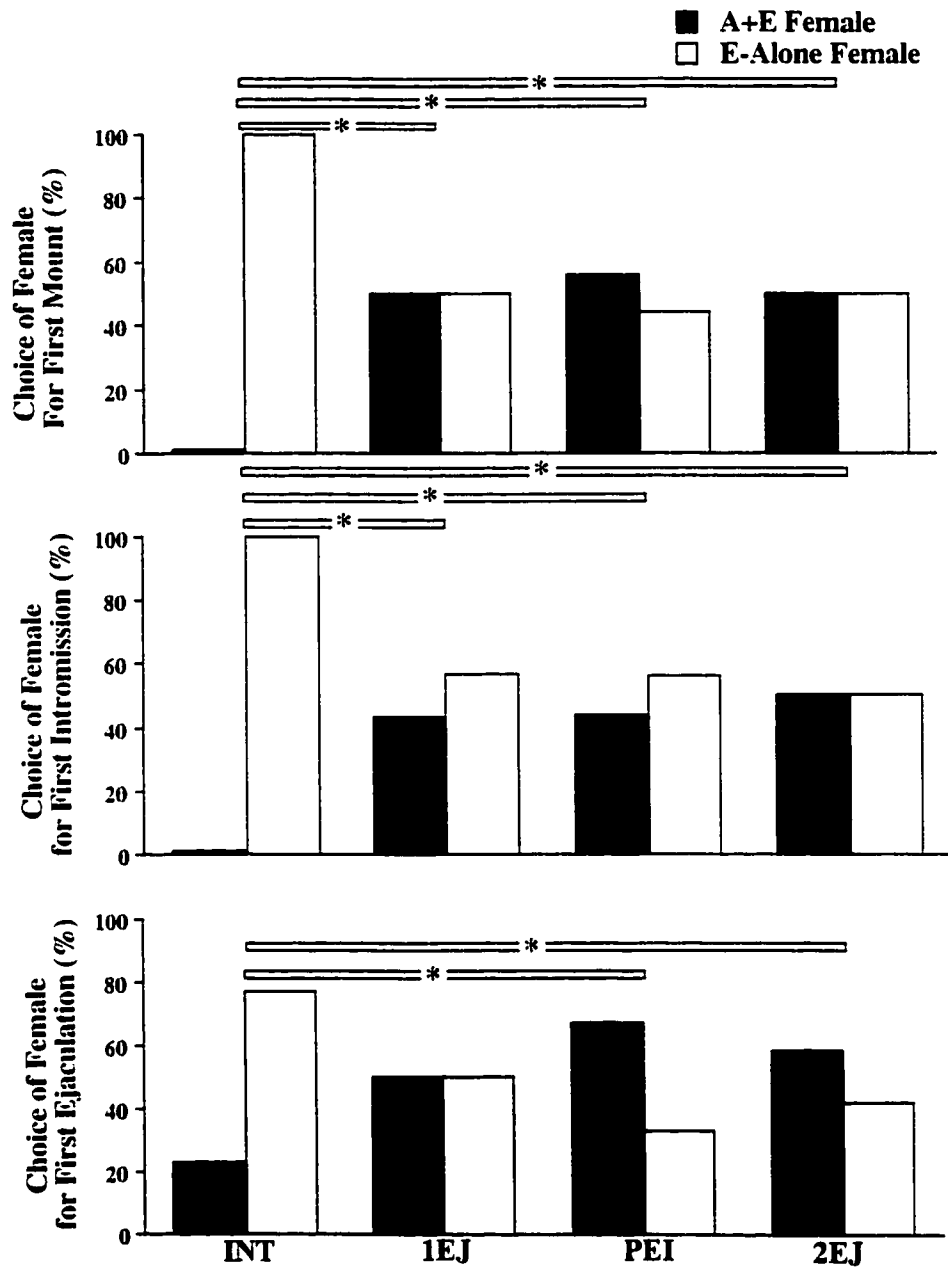 A+E Female
E-Alone Female
*
*
*
Choice of Female
For First Mount (%)
100
80
60
40
20
0
*
*
*
Choice of Female
for First Intromission (%)
100
80
60
40
20
0
*
*
Choice of Female
for First Ejaculation (%)
100
80
60
40
20
0
INT 1EJ PEI 2EJ